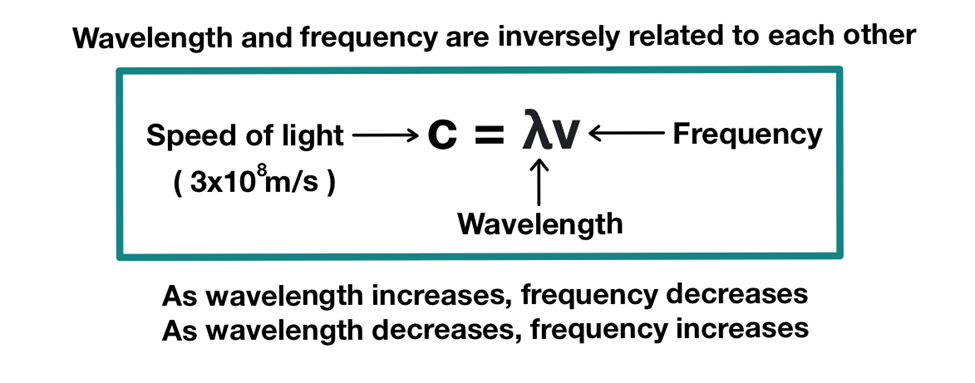 Wavelength and frequency are inversely related to each other
Speed of light → c = λv ← Frequency
( 3x10⁸m/s )
↑
Wavelength
As wavelength increases, frequency decreases
As wavelength decreases, frequency increases